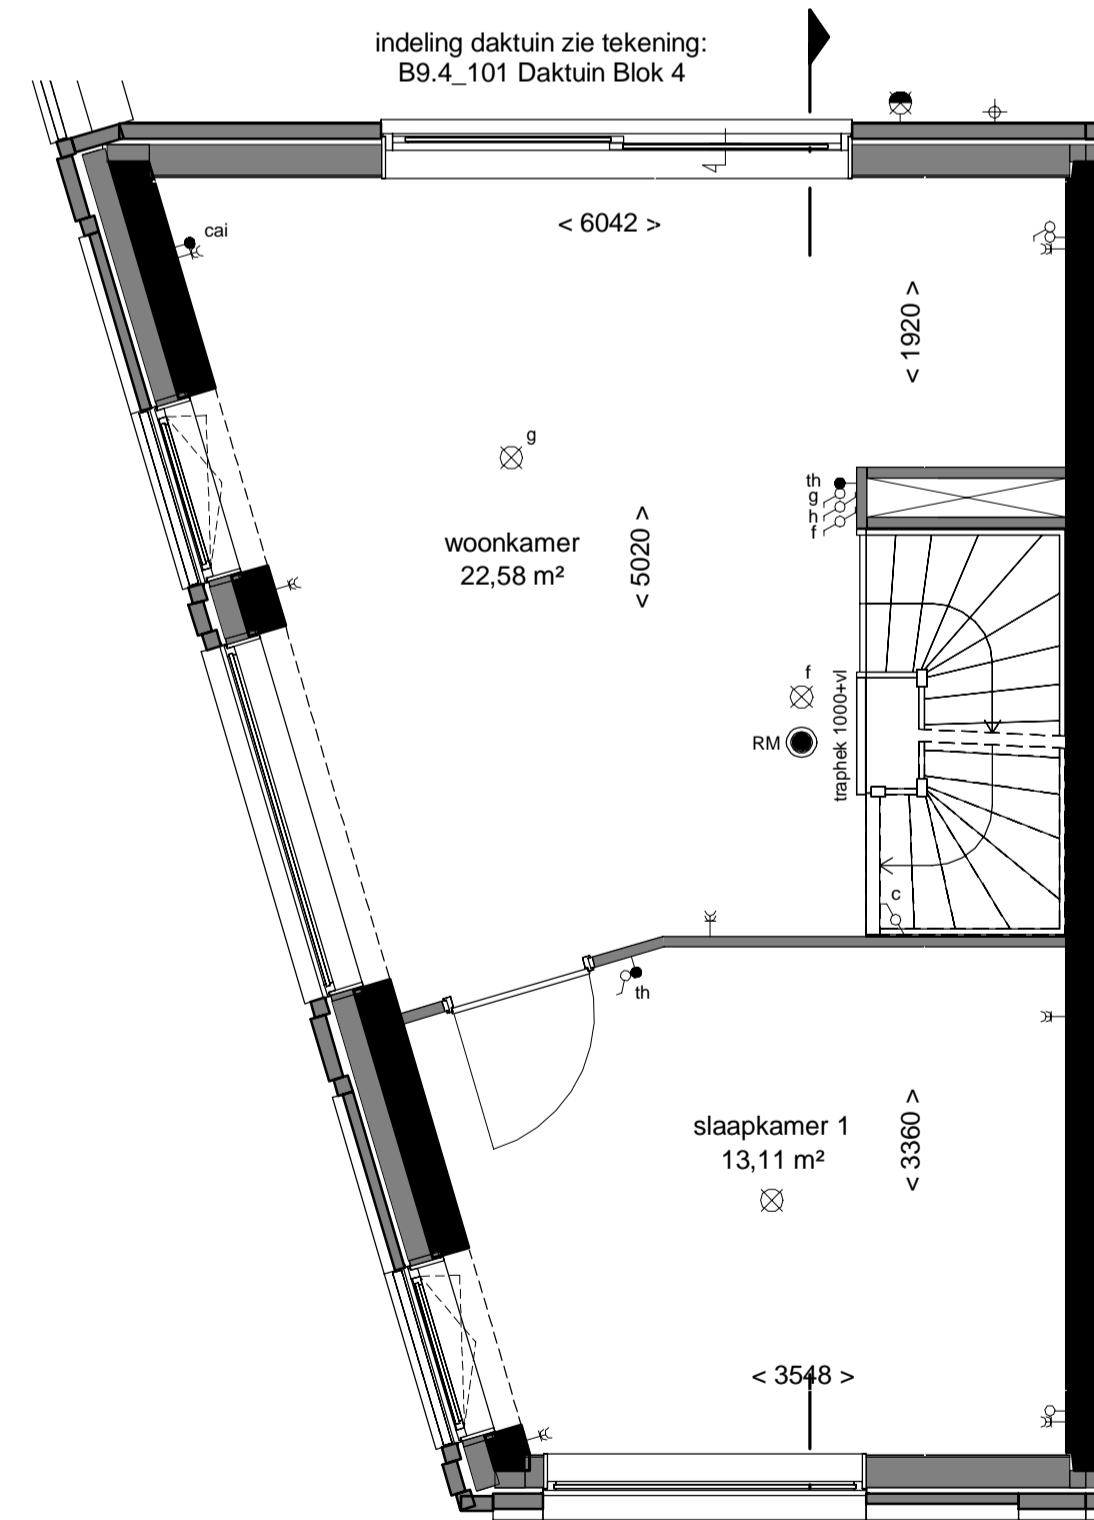 indeling daktuin zie tekening:
B9.4_101 Daktuin Blok 4
< 6042 >
cai
< 1920 >
g
th
g
h
f
woonkamer
22,58 m²
< 5020 >
f
RM
traphek 1000+vl
c
th
slaapkamer 1
13,11 m²
< 3360 >
< 3548 >